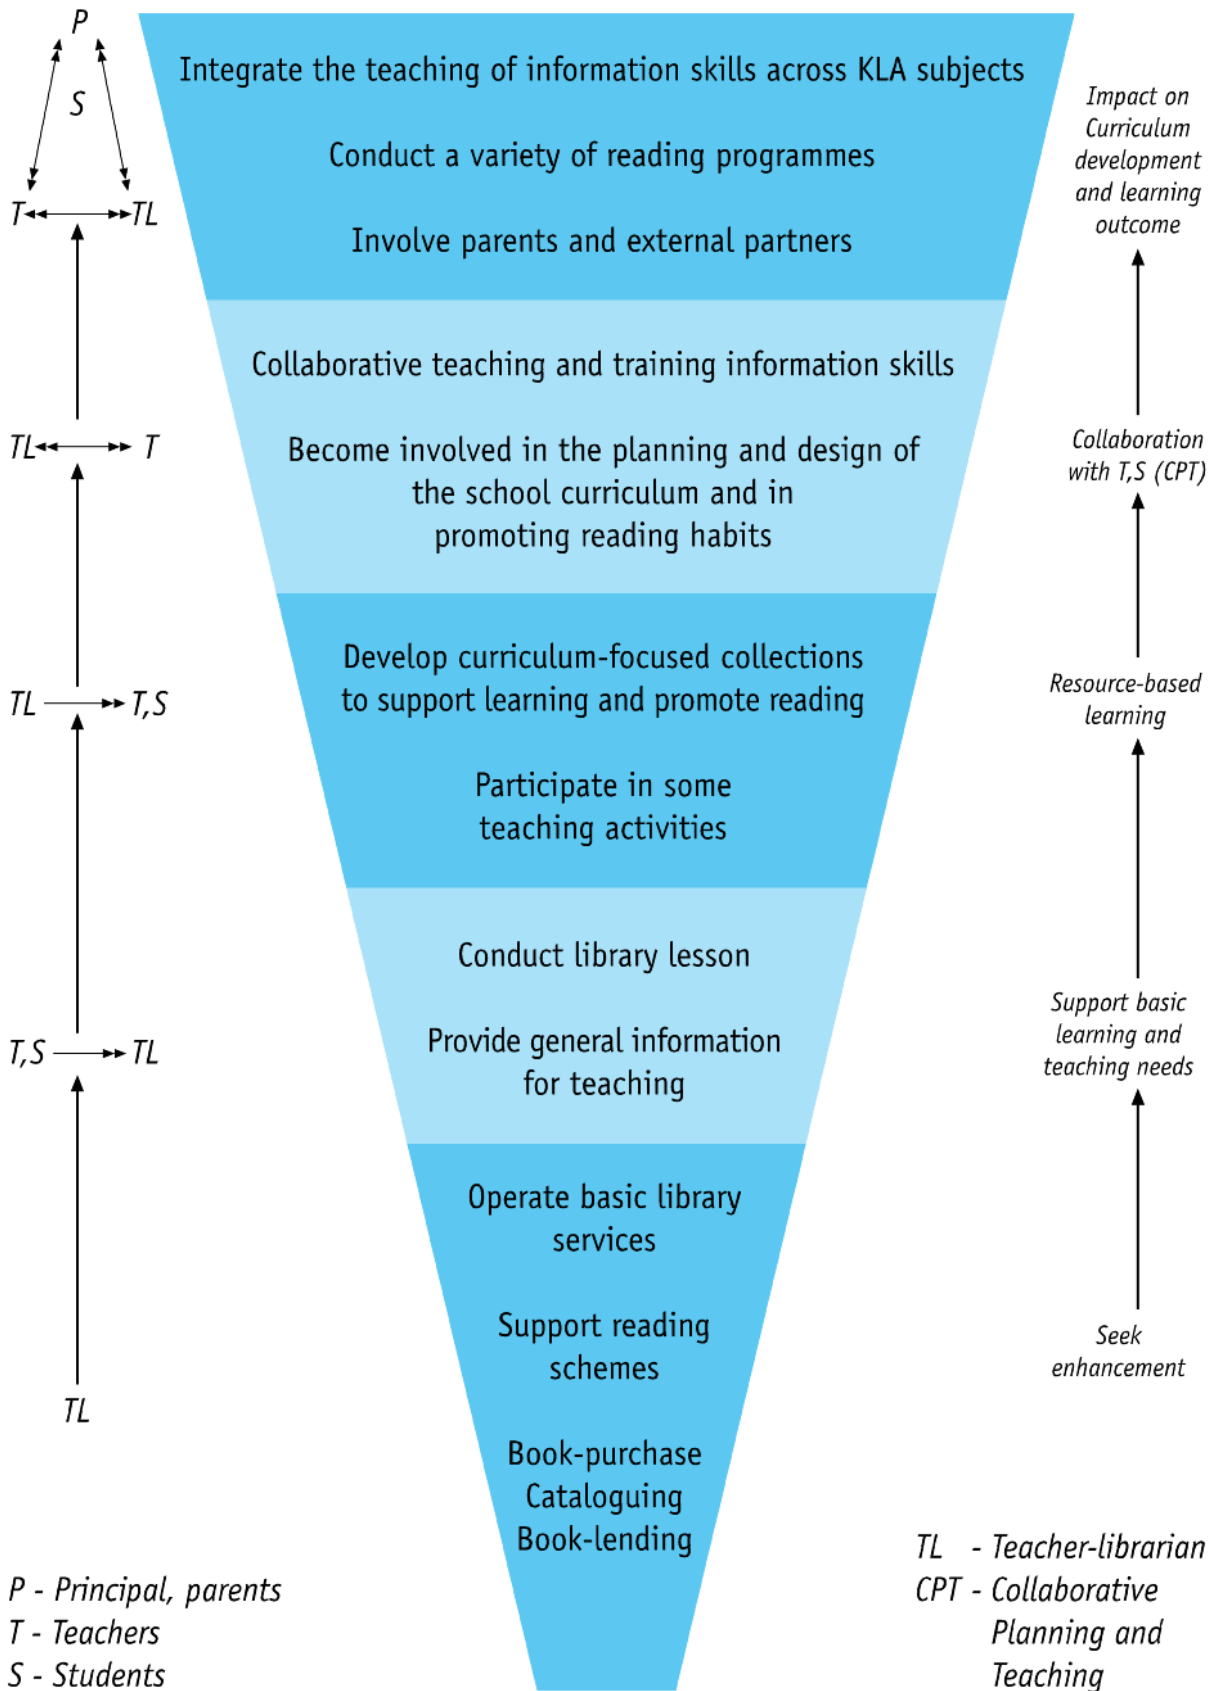 P
S
T TL
TL T
TL T,S
T,S TL
TL
Integrate the teaching of information skills across KLA subjects
Conduct a variety of reading programmes
Involve parents and external partners
Collaborative teaching and training information skills
Become involved in the planning and design of
the school curriculum and in
promoting reading habits
Develop curriculum-focused collections
to support learning and promote reading
Participate in some
teaching activities
Conduct library lesson
Provide general information
for teaching
Operate basic library
services
Support reading
schemes
Book-purchase
Cataloguing
Book-lending
Impact on
Curriculum
development
and learning
outcome
Collaboration
with T,S (CPT)
Resource-based
learning
Support basic
learning and
teaching needs
Seek
enhancement
P - Principal, parents
T - Teachers
S - Students
TL - Teacher-librarian
CPT - Collaborative
Planning and
Teaching